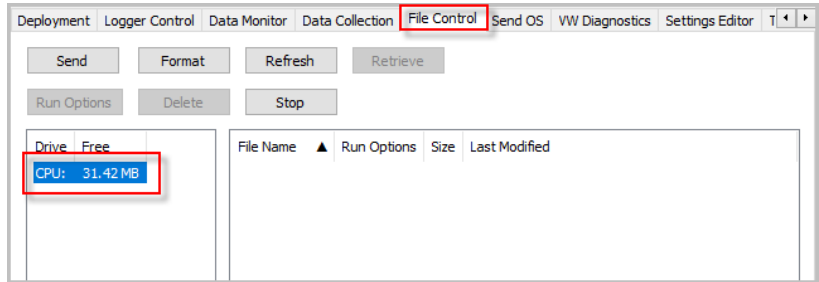 Deployment Logger Control Data Monitor Data Collection File Control Send OS VW Diagnostics Settings Editor T
Send Format Refresh Retrieve
Run Options Delete Stop
Drive Free File Name Run Options Size Last Modified
CPU: 31.42 MB